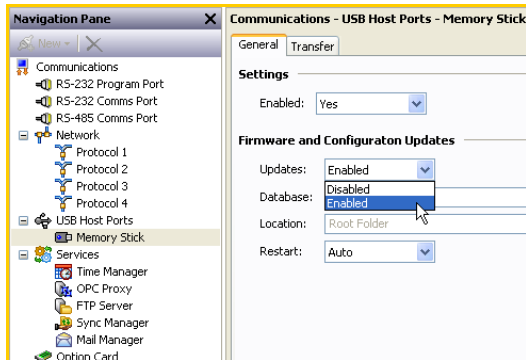 Navigation Pane
New
Communications
RS-232 Program Port
RS-232 Comms Port
RS-485 Comms Port
Network
Protocol 1
Protocol 2
Protocol 3
Protocol 4
USB Host Ports
Memory Stick
Services
Time Manager
OPC Proxy
FTP Server
Sync Manager
Mail Manager
Option Card
Communications - USB Host Ports - Memory Stick
General Transfer
Settings
Enabled: Yes
Firmware and Configuraton Updates
Updates: Enabled
Disabled
Database: Enabled
Location: Root Folder
Restart: Auto